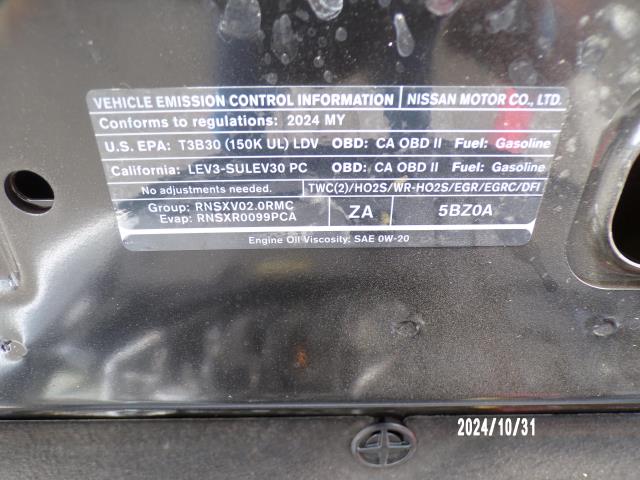 VEHICLE EMISSION CONTROL INFORMATION NISSAN MOTOR CO., LTD.
Conforms to regulations: 2024 MY
U.S. EPA: T3B30 (150K UL) LDV OBD: CA OBD II Fuel: Gasoline
California: LEV3-SULEV30 PC OBD: CA OBD II Fuel: Gasoline
No adjustments needed. TWC(2)/HO2S/WR-HO2S/EGR/EGRC/DFI
Group: RNSXV02.0RMC
Evap: RNSXR0099PCA
ZA 5BZ0A
Engine Oil Viscosity: SAE 0W-20
2024/10/31